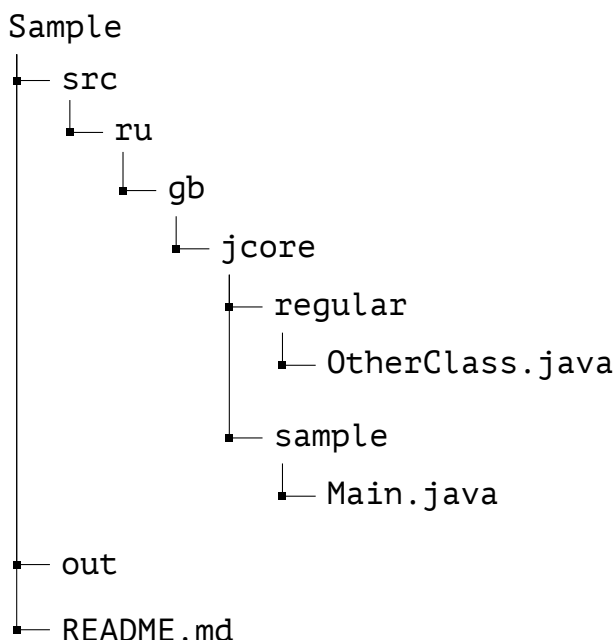 Sample
src
ru
gb
jcore
regular
OtherClass.java
sample
Main.java
out
README.md